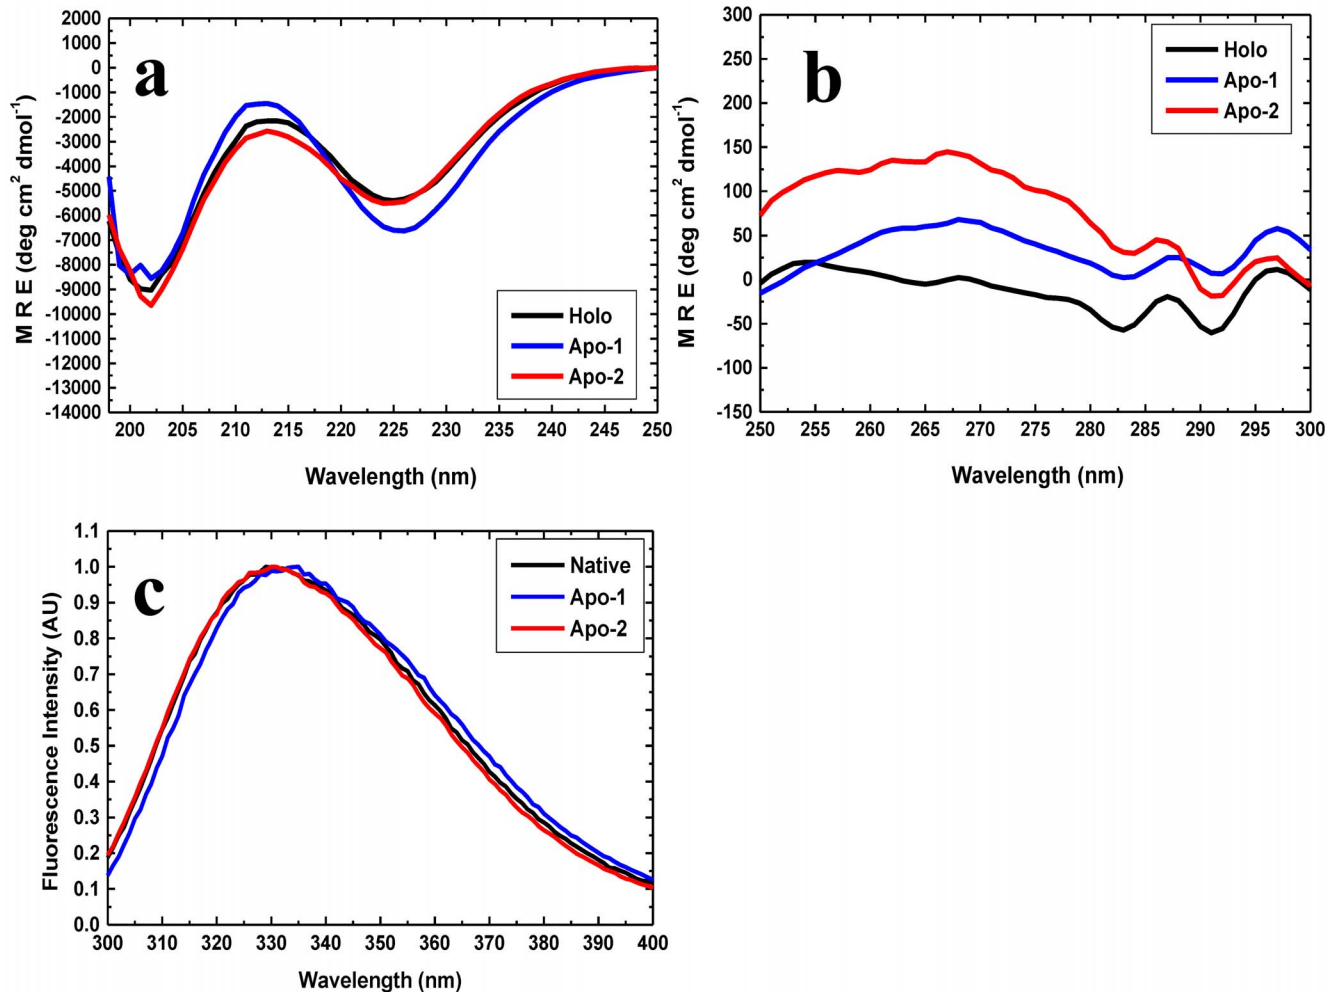 a
2000
1000
0
-1000
-2000
-3000
-4000
-5000
-6000
-7000
-8000
-9000
-10000
-11000
-12000
-13000
-14000
M R E (deg cm² dmol⁻¹)
Holo
Apo-1
Apo-2
200 205 210 215 220 225 230 235 240 245 250
Wavelength (nm)
b
300
250
200
150
100
50
0
-50
-100
-150
M R E (deg cm² dmol⁻¹)
Holo
Apo-1
Apo-2
250 255 260 265 270 275 280 285 290 295 300
Wavelength (nm)
c
1.1
1.0
0.9
0.8
0.7
0.6
0.5
0.4
0.3
0.2
0.1
0.0
Fluorescence Intensity (AU)
Native
Apo-1
Apo-2
300 310 320 330 340 350 360 370 380 390 400
Wavelength (nm)